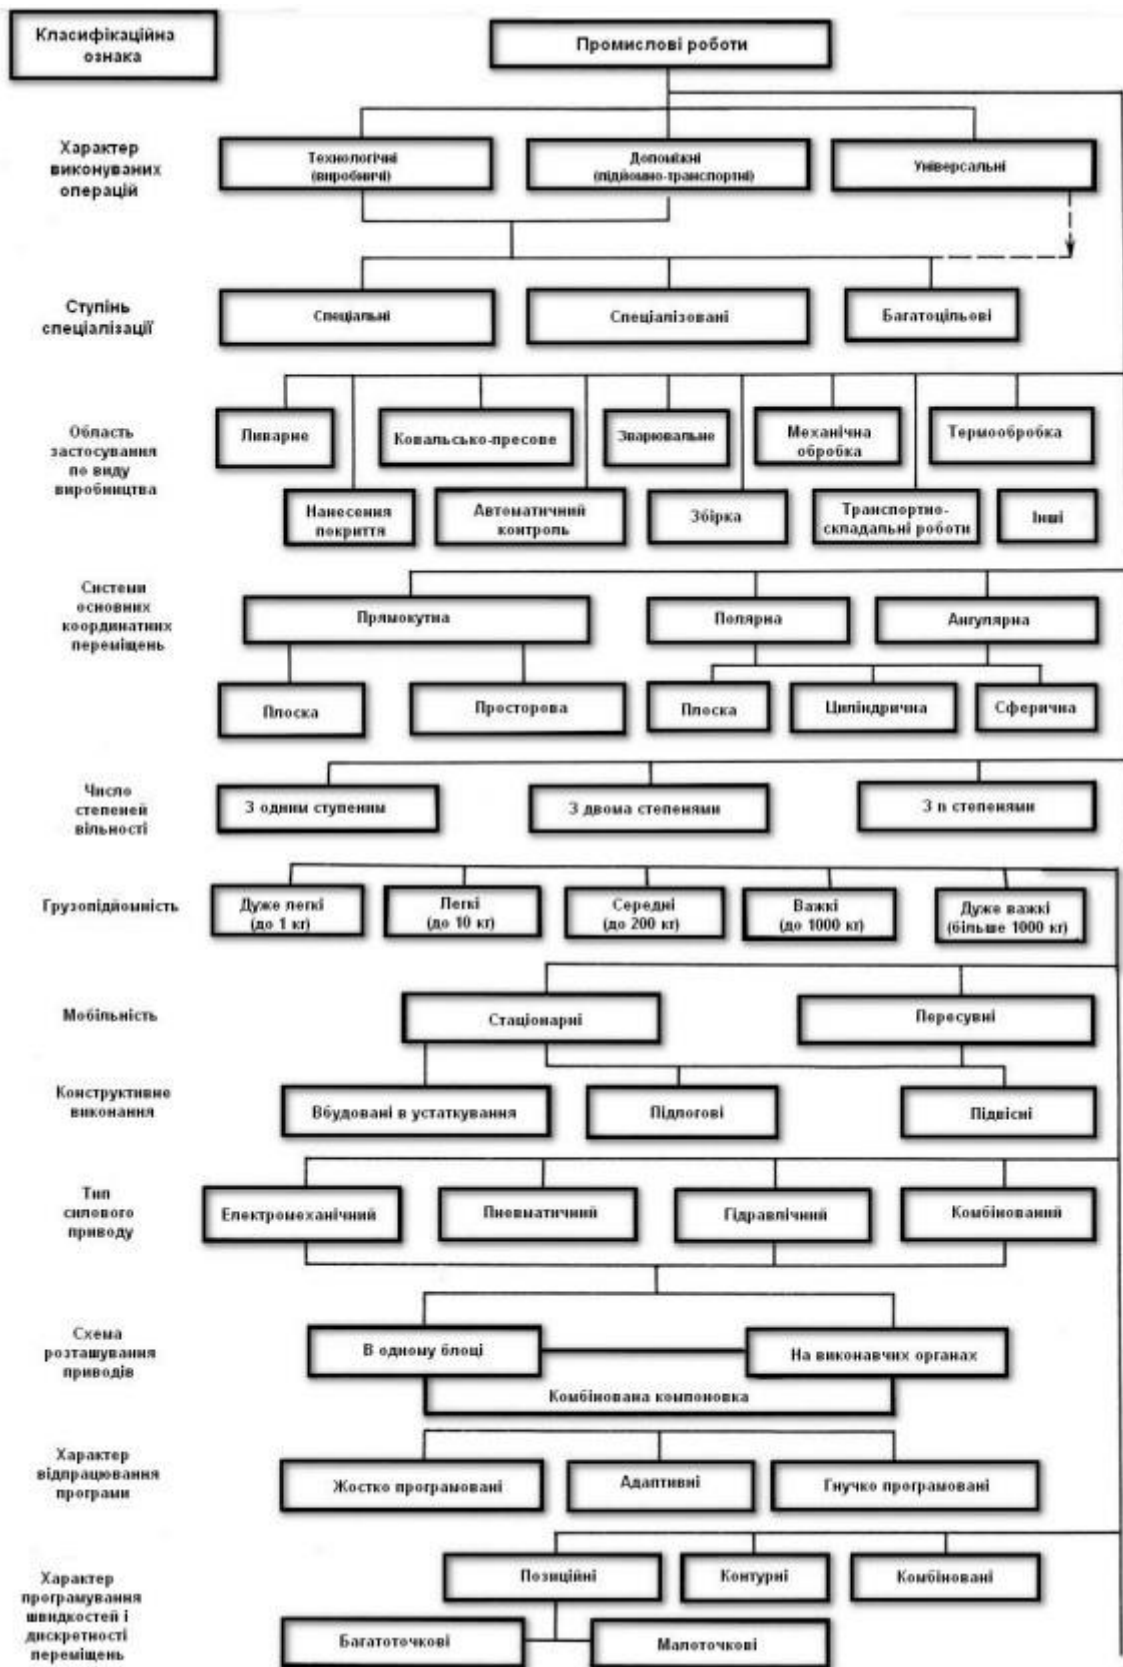 Класифікаційна
ознака
Промислові роботи
Характер
виконуваних
операцій
Технологічні
(виробничі)
Допоміжні
(підйомно-транспортні)
Універсальні
Ступінь
спеціалізації
Спеціальні
Спеціалізовані
Багатоцільові
Область
застосування
по виду
виробництва
Ливарне
Ковальсько-пресове
Зварювальне
Механічна
обробка
Термообробка
Нанесення
покриття
Автоматичний
контроль
Збірка
Транспортно-
складальні роботи
Інші
Системи
основних
координатних
переміщень
Прямокутна
Полярна
Ангулярна
Плоска
Просторова
Плоска
Циліндрична
Сферична
Число
степеней
вільності
З одним ступеним
З двома степенями
З n степенями
Грузопідйомність
Дуже легкі
(до 1 кг)
Легкі
(до 10 кг)
Середні
(до 200 кг)
Важкі
(до 1000 кг)
Дуже важкі
(більше 1000 кг)
Мобільність
Стаціонарні
Пересувні
Конструктивне
виконання
Вбудовані в устаткування
Підлогові
Підвісні
Тип
силового
приводу
Електромеханічний
Пневматичний
Гідравлічний
Комбінований
Схема
розташування
приводів
В одному блоці
На виконавчих органах
Комбінована компоновка
Характер
відпрацювання
програми
Жостко програмовані
Адаптивні
Гнучко програмовані
Характер
програмування
швидкостей і
дискретності
переміщень
Позиційні
Контурні
Комбіновані
Багатоточкові
Малоточкові